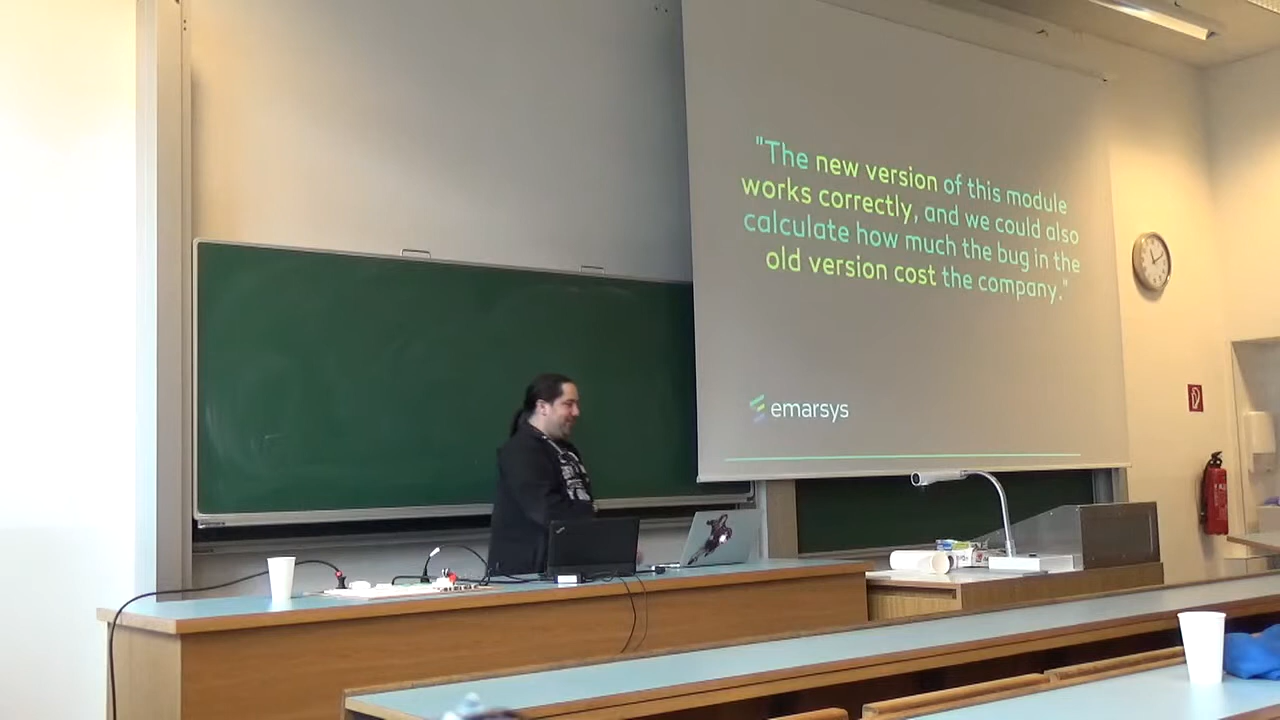 "The new version of this module
works correctly, and we could also
calculate how much the bug in the
old version cost the company."
emarsys